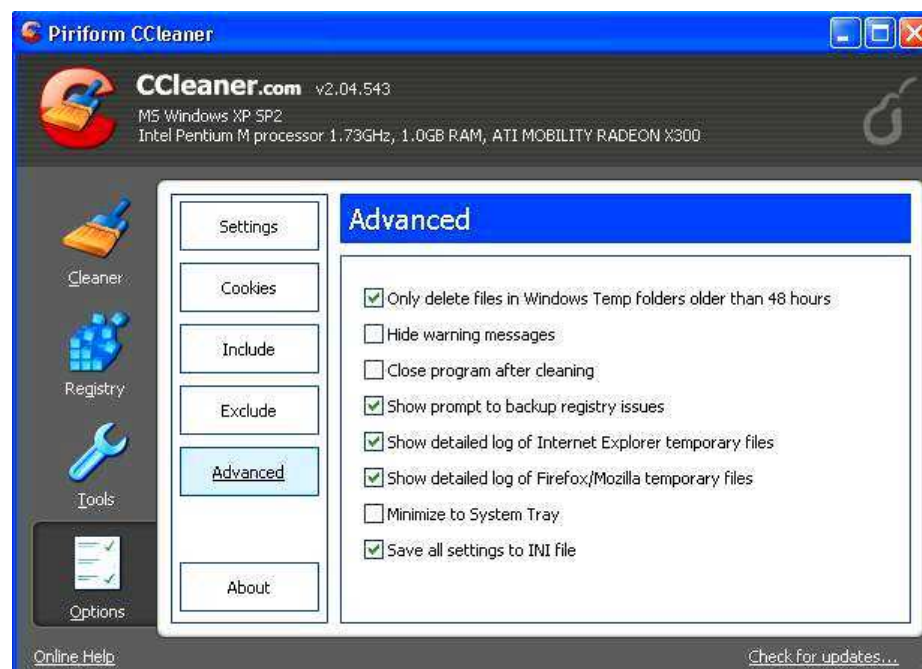 Piriform CCleaner
CCleaner.com v2.04.543
MS Windows XP SP2
Intel Pentium M processor 1.73GHz, 1.0GB RAM, ATI MOBILITY RADEON X300
Cleaner
Registry
Tools
Options
Settings
Cookies
Include
Exclude
Advanced
About
Advanced
Only delete files in Windows Temp folders older than 48 hours
Hide warning messages
Close program after cleaning
Show prompt to backup registry issues
Show detailed log of Internet Explorer temporary files
Show detailed log of Firefox/Mozilla temporary files
Minimize to System Tray
Save all settings to INI file
Online Help
Check for updates...